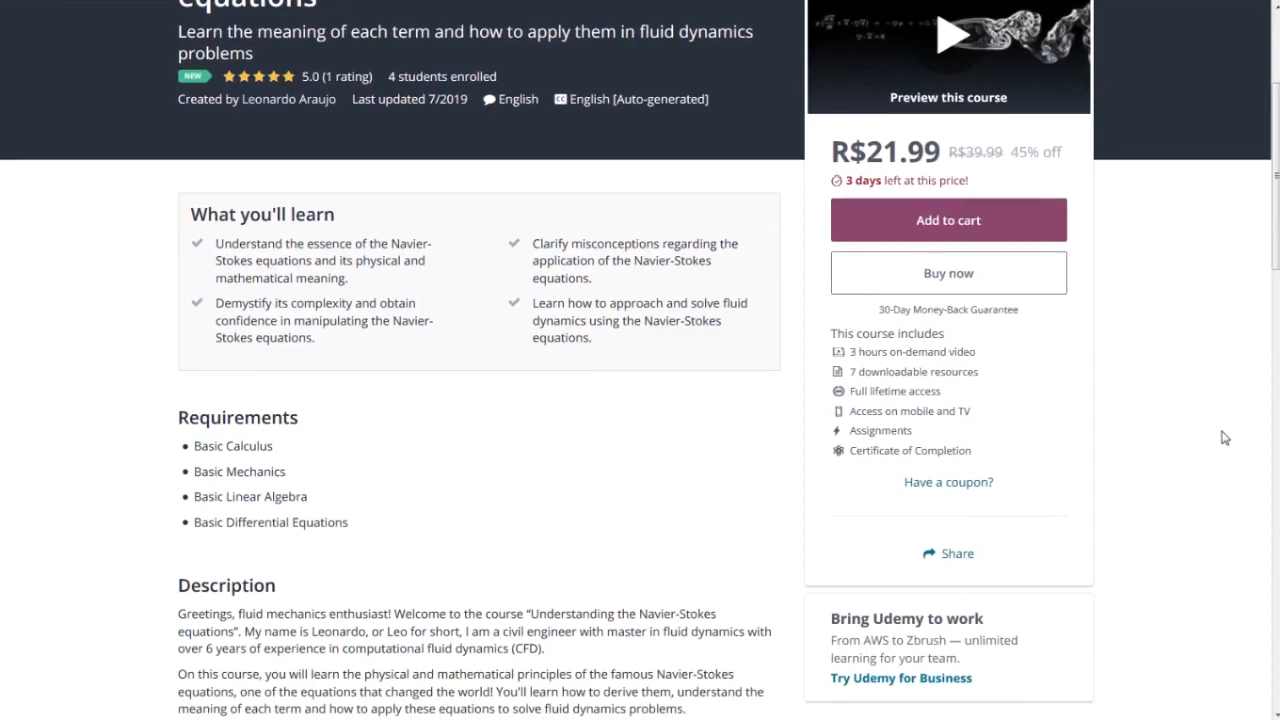 equations
Learn the meaning of each term and how to apply them in fluid dynamics
problems
NEW 5.0 (1 rating) 4 students enrolled
Created by Leonardo Araujo Last updated 7/2019 English English [Auto-generated]
Preview this course
R$21.99 R$39.99 45% off
3 days left at this price!
Add to cart
Buy now
30-Day Money-Back Guarantee
This course includes
3 hours on-demand video
7 downloadable resources
Full lifetime access
Access on mobile and TV
Assignments
Certificate of Completion
Have a coupon?
Share
Bring Udemy to work
From AWS to Zbrush — unlimited
learning for your team.
Try Udemy for Business
What you'll learn
Understand the essence of the Navier-
Stokes equations and its physical and
mathematical meaning.
Demystify its complexity and obtain
confidence in manipulating the Navier-
Stokes equations.
Clarify misconceptions regarding the
application of the Navier-Stokes
equations.
Learn how to approach and solve fluid
dynamics using the Navier-Stokes
equations.
Requirements
Basic Calculus
Basic Mechanics
Basic Linear Algebra
Basic Differential Equations
Description
Greetings, fluid mechanics enthusiast! Welcome to the course “Understanding the Navier-Stokes
equations”. My name is Leonardo, or Leo for short, I am a civil engineer with master in fluid dynamics with
over 6 years of experience in computational fluid dynamics (CFD).
On this course, you will learn the physical and mathematical principles of the famous Navier-Stokes
equations, one of the equations that changed the world! You'll learn how to derive them, understand the
meaning of each term and how to apply these equations to solve fluid dynamics problems.